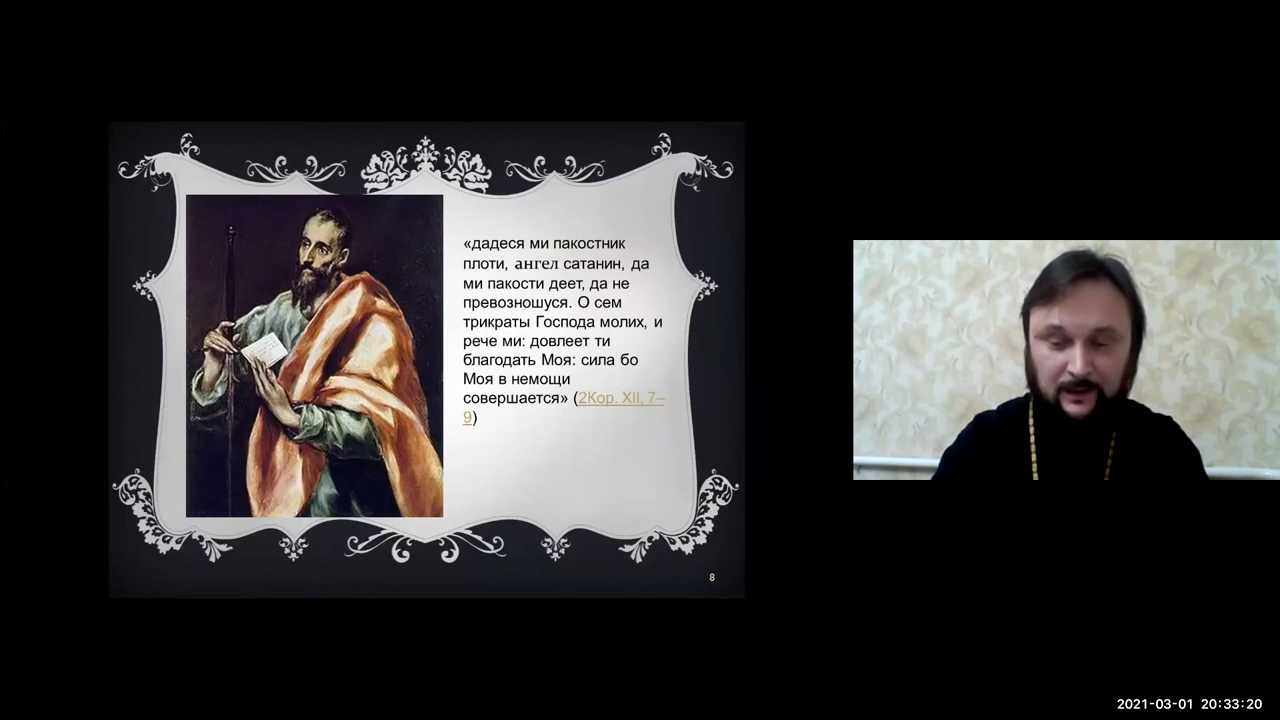 «дадеся ми пакостник
плоти, ангел сатанин, да
ми пакости деет, да не
превозношуся. О сем
трикраты Господа молих, и
рече ми: довлеет ти
благодать Моя: сила бо
Моя в немощи
совершается» (2Кор. XII, 7–
9)
8
2021-03-01 20:33:20